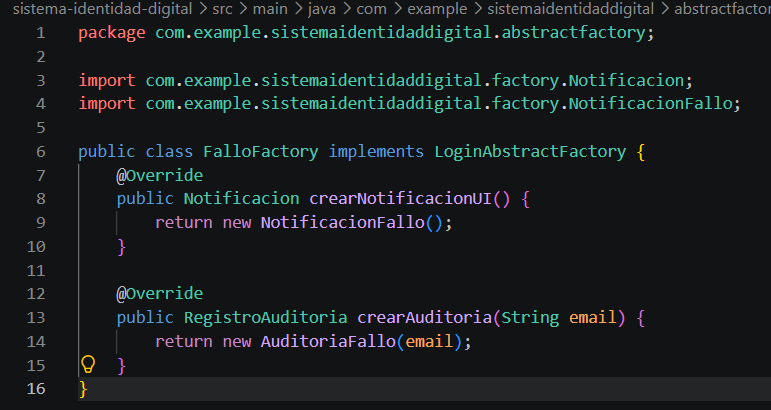 sistema-identidad-digital > src > main > java > com > example > sistemaidentidaddigital > abstractfactor
1 package com.example.sistemaidentidaddigital.abstractfactory;
2
3 import com.example.sistemaidentidaddigital.factory.Notificacion;
4 import com.example.sistemaidentidaddigital.factory.NotificacionFallo;
5
6 public class FalloFactory implements LoginAbstractFactory {
7     @Override
8     public Notificacion crearNotificacionUI() {
9         return new NotificacionFallo();
10     }
11
12     @Override
13     public RegistroAuditoria crearAuditoria(String email) {
14         return new AuditoriaFallo(email);
15     }
16 }